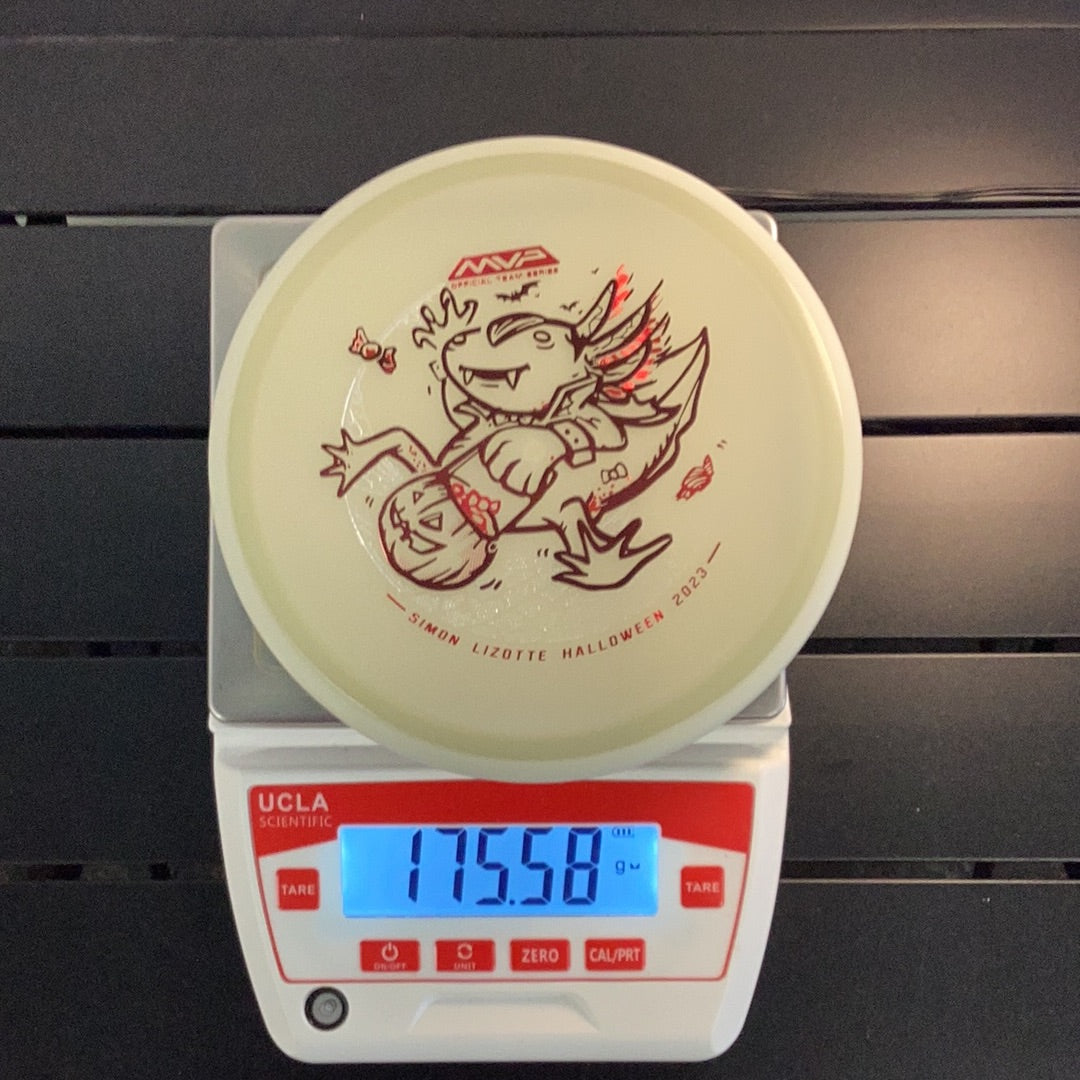 MVP
OFFICIAL TEAM SERIES
— SIMON LIZOTTE HALLOWEEN 2023 —
UCLA
SCIENTIFIC
175.58 g
TARE
TARE
ON/OFF
UNIT
ZERO
CAL/PRT